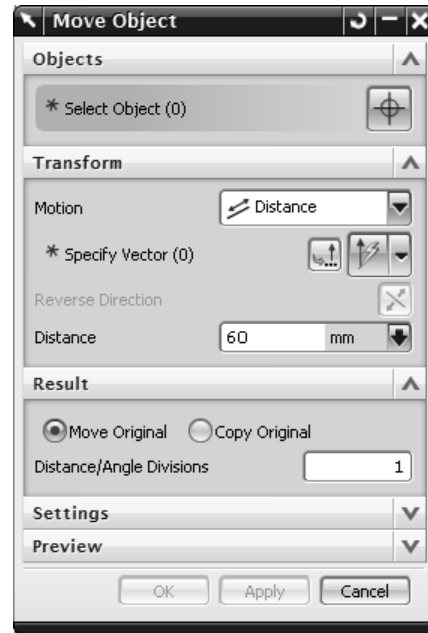 Move Object
Objects
* Select Object (0)
Transform
Motion Distance
* Specify Vector (0)
Reverse Direction
Distance 60 mm
Result
Move Original Copy Original
Distance/Angle Divisions 1
Settings
Preview
OK Apply Cancel